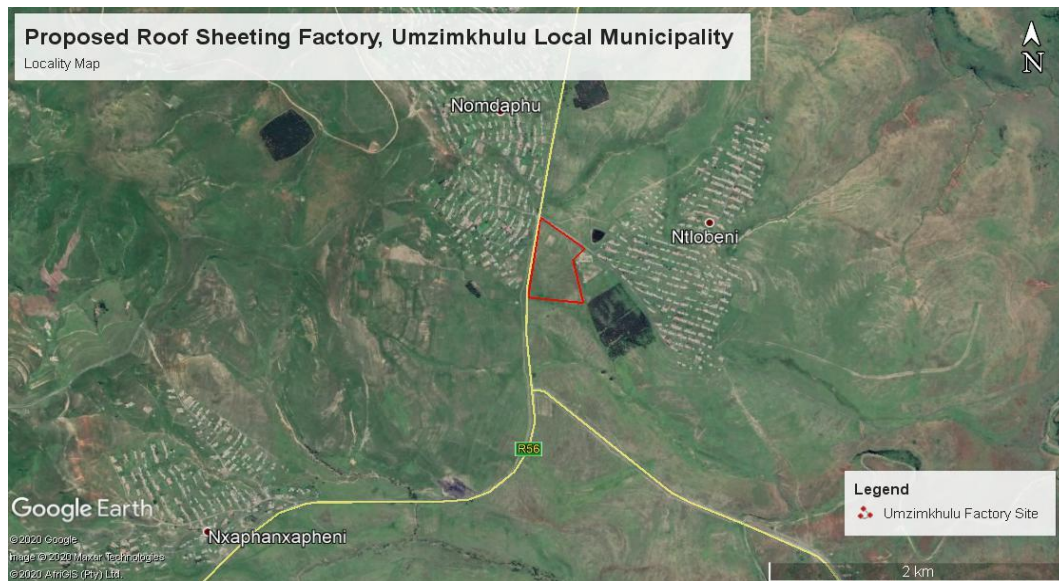 Proposed Roof Sheeting Factory, Umzimkhulu Local Municipality
Locality Map
N
Nomdaphu
Ntlobeni
R56
Legend
Umzimkhulu Factory Site
Google Earth
Nxaphanxapheni
©2020 Google
Image © 2020 Maxar Technologies
©2020 AfriGIS (Pty) Ltd.
2 km